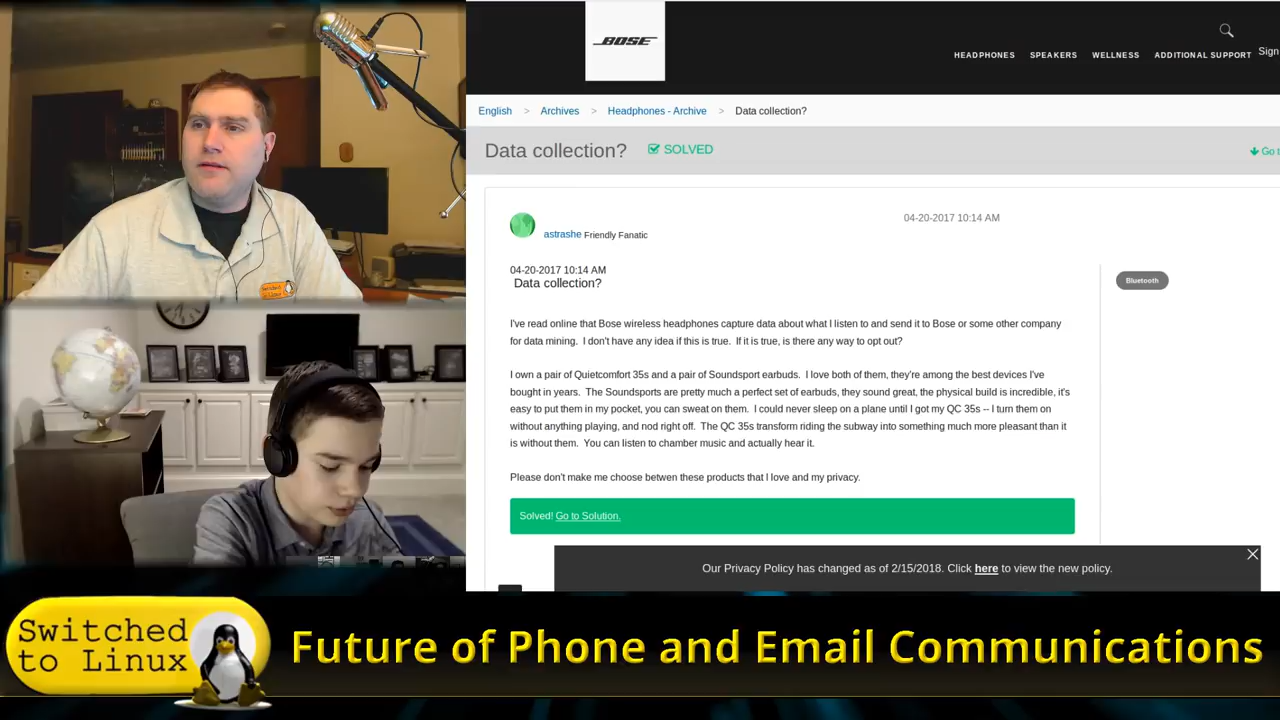 BOSE
HEADPHONES SPEAKERS WELLNESS ADDITIONAL SUPPORT Sign
English > Archives > Headphones - Archive > Data collection?
Data collection? SOLVED
Go t
04-20-2017 10:14 AM
astrashe Friendly Fanatic
04-20-2017 10:14 AM
Data collection?
Bluetooth
I've read online that Bose wireless headphones capture data about what I listen to and send it to Bose or some other company
for data mining. I don't have any idea if this is true. If it is true, is there any way to opt out?
I own a pair of Quietcomfort 35s and a pair of Soundsport earbuds. I love both of them, they're among the best devices I've
bought in years. The Soundsports are pretty much a perfect set of earbuds, they sound great, the physical build is incredible, it's
easy to put them in my pocket, you can sweat on them. I could never sleep on a plane until I got my QC 35s -- I turn them on
without anything playing, and nod right off. The QC 35s transform riding the subway into something much more pleasant than it
is without them. You can listen to chamber music and actually hear it.
Please don't make me choose betwen these products that I love and my privacy.
Solved! Go to Solution.
Our Privacy Policy has changed as of 2/15/2018. Click here to view the new policy.
Switched
to Linux
Future of Phone and Email Communications